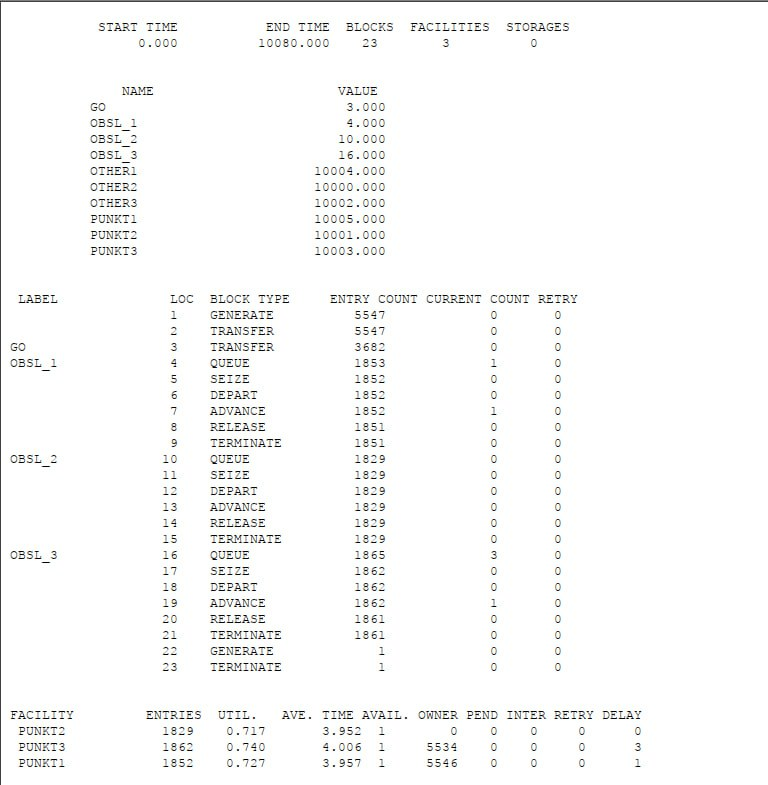 START TIME END TIME BLOCKS FACILITIES STORAGES
0.000 10080.000 23 3 0
NAME VALUE
GO 3.000
OBSL_1 4.000
OBSL_2 10.000
OBSL_3 16.000
OTHER1 10004.000
OTHER2 10000.000
OTHER3 10002.000
PUNKT1 10005.000
PUNKT2 10001.000
PUNKT3 10003.000
LABEL LOC BLOCK TYPE ENTRY COUNT CURRENT COUNT RETRY
1 GENERATE 5547 0 0
2 TRANSFER 5547 0 0
GO 3 TRANSFER 3682 0 0
OBSL_1 4 QUEUE 1853 1 0
5 SEIZE 1852 0 0
6 DEPART 1852 0 0
7 ADVANCE 1852 1 0
8 RELEASE 1851 0 0
9 TERMINATE 1851 0 0
OBSL_2 10 QUEUE 1829 0 0
11 SEIZE 1829 0 0
12 DEPART 1829 0 0
13 ADVANCE 1829 0 0
14 RELEASE 1829 0 0
15 TERMINATE 1829 0 0
OBSL_3 16 QUEUE 1865 3 0
17 SEIZE 1862 0 0
18 DEPART 1862 0 0
19 ADVANCE 1862 1 0
20 RELEASE 1861 0 0
21 TERMINATE 1861 0 0
22 GENERATE 1 0 0
23 TERMINATE 1 0 0
FACILITY ENTRIES UTIL. AVE. TIME AVAIL. OWNER PEND INTER RETRY DELAY
PUNKT2 1829 0.717 3.952 1 0 0 0 0 0
PUNKT3 1862 0.740 4.006 1 5534 0 0 0 3
PUNKT1 1852 0.727 3.957 1 5546 0 0 0 1